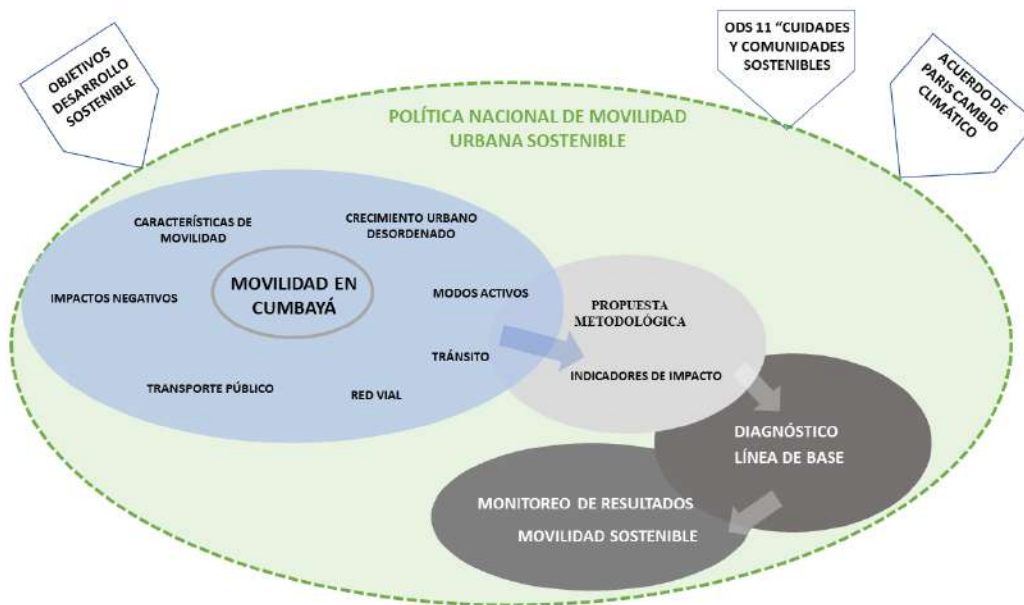 OBJETIVOS
DESARROLLO
SOSTENIBLE
ODS 11 “CUIDADES
Y COMUNIDADES
SOSTENIBLES
ACUERDO DE
PARIS CAMBIO
CLIMÁTICO
POLÍTICA NACIONAL DE MOVILIDAD
URBANA SOSTENIBLE
CARACTERÍSTICAS DE
MOVILIDAD
CRECIMIENTO URBANO
DESORDENADO
IMPACTOS NEGATIVOS
MOVILIDAD EN
CUMBAYÁ
MODOS ACTIVOS
TRÁNSITO
TRANSPORTE PÚBLICO
RED VIAL
PROPUESTA
METODOLÓGICA
INDICADORES DE IMPACTO
DIAGNÓSTICO
LÍNEA DE BASE
MONITOREO DE RESULTADOS
MOVILIDAD SOSTENIBLE